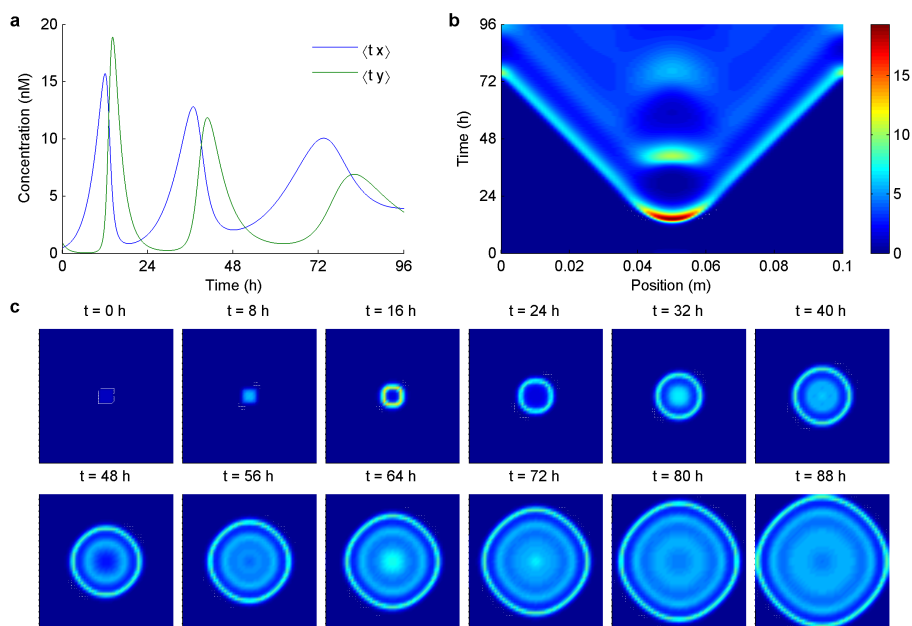 a
20
15
10
5
0
Concentration (nM)
⟨t x⟩
⟨t y⟩
0 24 48 72 96
Time (h)
b
96
72
48
24
0
Time (h)
0 0.02 0.04 0.06 0.08 0.1
Position (m)
15
10
5
0
c
t = 0 h t = 8 h t = 16 h t = 24 h t = 32 h t = 40 h
t = 48 h t = 56 h t = 64 h t = 72 h t = 80 h t = 88 h